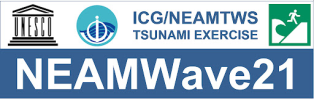 UNESCO
ICG/NEAMTWS
TSUNAMI EXERCISE
NEAMWave21